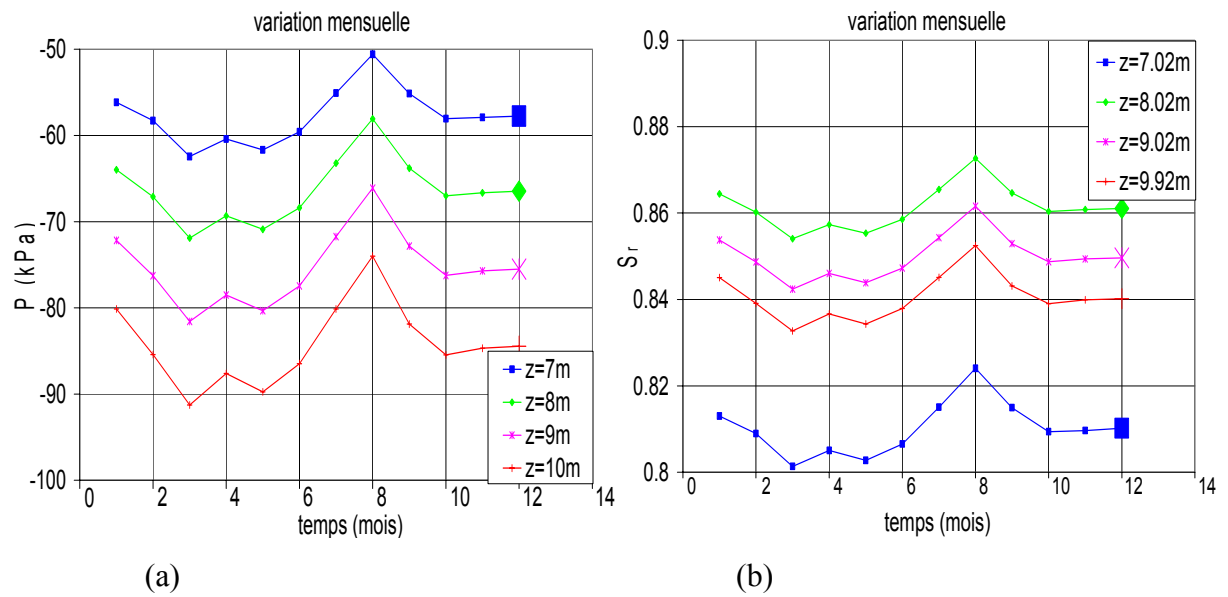 variation mensuelle
-50
-60
-70
-80
-90
-100
P (kPa)
0 2 4 6 8 10 12 14
temps (mois)
z=7m
z=8m
z=9m
z=10m
(a)
variation mensuelle
0.9
0.88
0.86
0.84
0.82
0.8
Sr
0 2 4 6 8 10 12 14
temps (mois)
z=7.02m
z=8.02m
z=9.02m
z=9.92m
(b)